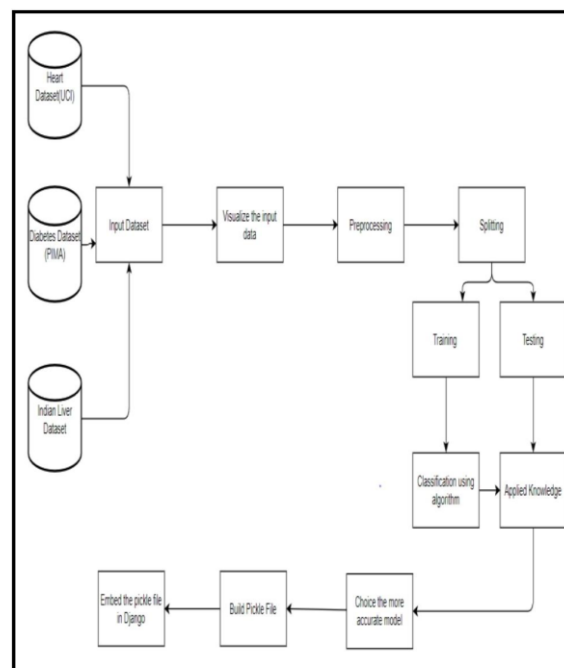 Heart
Dataset(UCI)
Diabetes Dataset
(PIMA)
Input Dataset
Visualize the input
data
Preprocessing
Splitting
Training
Testing
Indian Liver
Dataset
Classification using
algorithm
Applied Knowledge
Embed the pickle file
in Django
Build Pickle File
Choice the more
accurate model